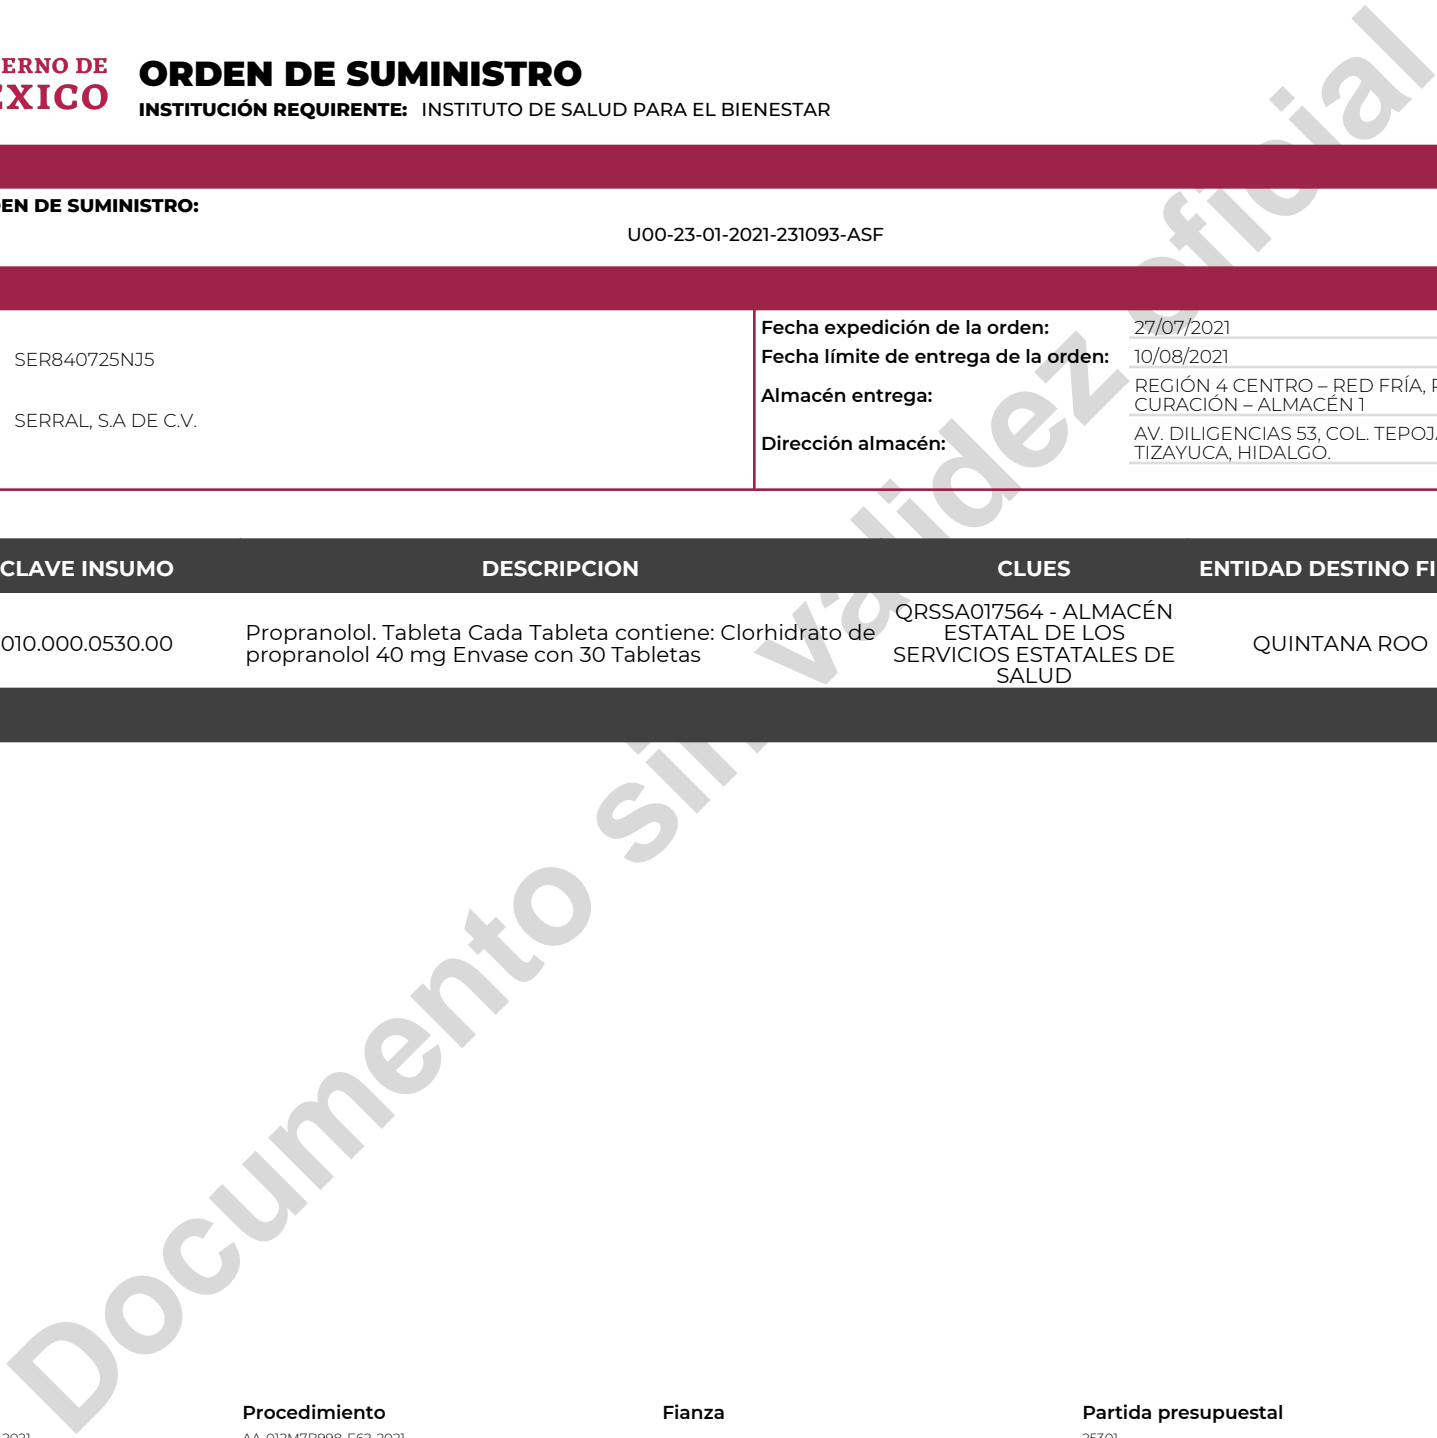 ERNO DE
EXICO
ORDEN DE SUMINISTRO
INSTITUCIÓN REQUIRENTE: INSTITUTO DE SALUD PARA EL BIENESTAR
EN DE SUMINISTRO:
U00-23-01-2021-231093-ASF
SER840725NJ5
SERRAL, S.A DE C.V.
Fecha expedición de la orden: 27/07/2021
Fecha límite de entrega de la orden: 10/08/2021
Almacén entrega: REGIÓN 4 CENTRO – RED FRÍA,
CURACIÓN – ALMACÉN 1
Dirección almacén: AV. DILIGENCIAS 53, COL. TEPOJ
TIZAYUCA, HIDALGO.
CLAVE INSUMO DESCRIPCION CLUES ENTIDAD DESTINO FI
010.000.0530.00
Propranolol. Tableta Cada Tableta contiene: Clorhidrato de
propranolol 40 mg Envase con 30 Tabletas
QRSSA017564 - ALMACÉN
ESTATAL DE LOS
SERVICIOS ESTATALES DE
SALUD
QUINTANA ROO
Documento sin validez oficial
Procedimiento Fianza Partida presupuestal